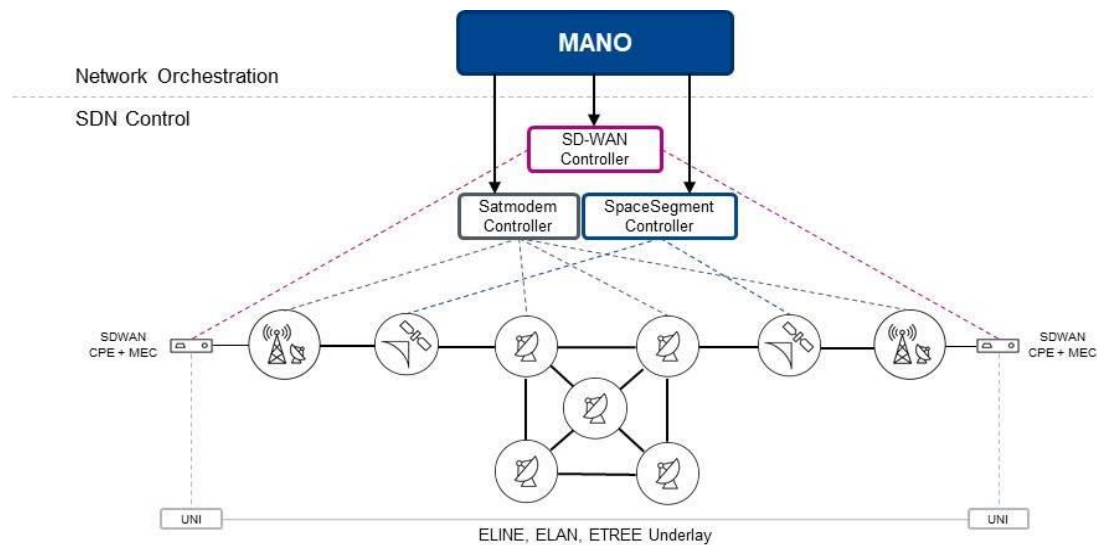 MANO
Network Orchestration
SDN Control
SD-WAN
Controller
Satmodem
Controller
SpaceSegment
Controller
SDWAN
CPE + MEC
SDWAN
CPE + MEC
UNI
UNI
ELINE, ELAN, ETREE Underlay